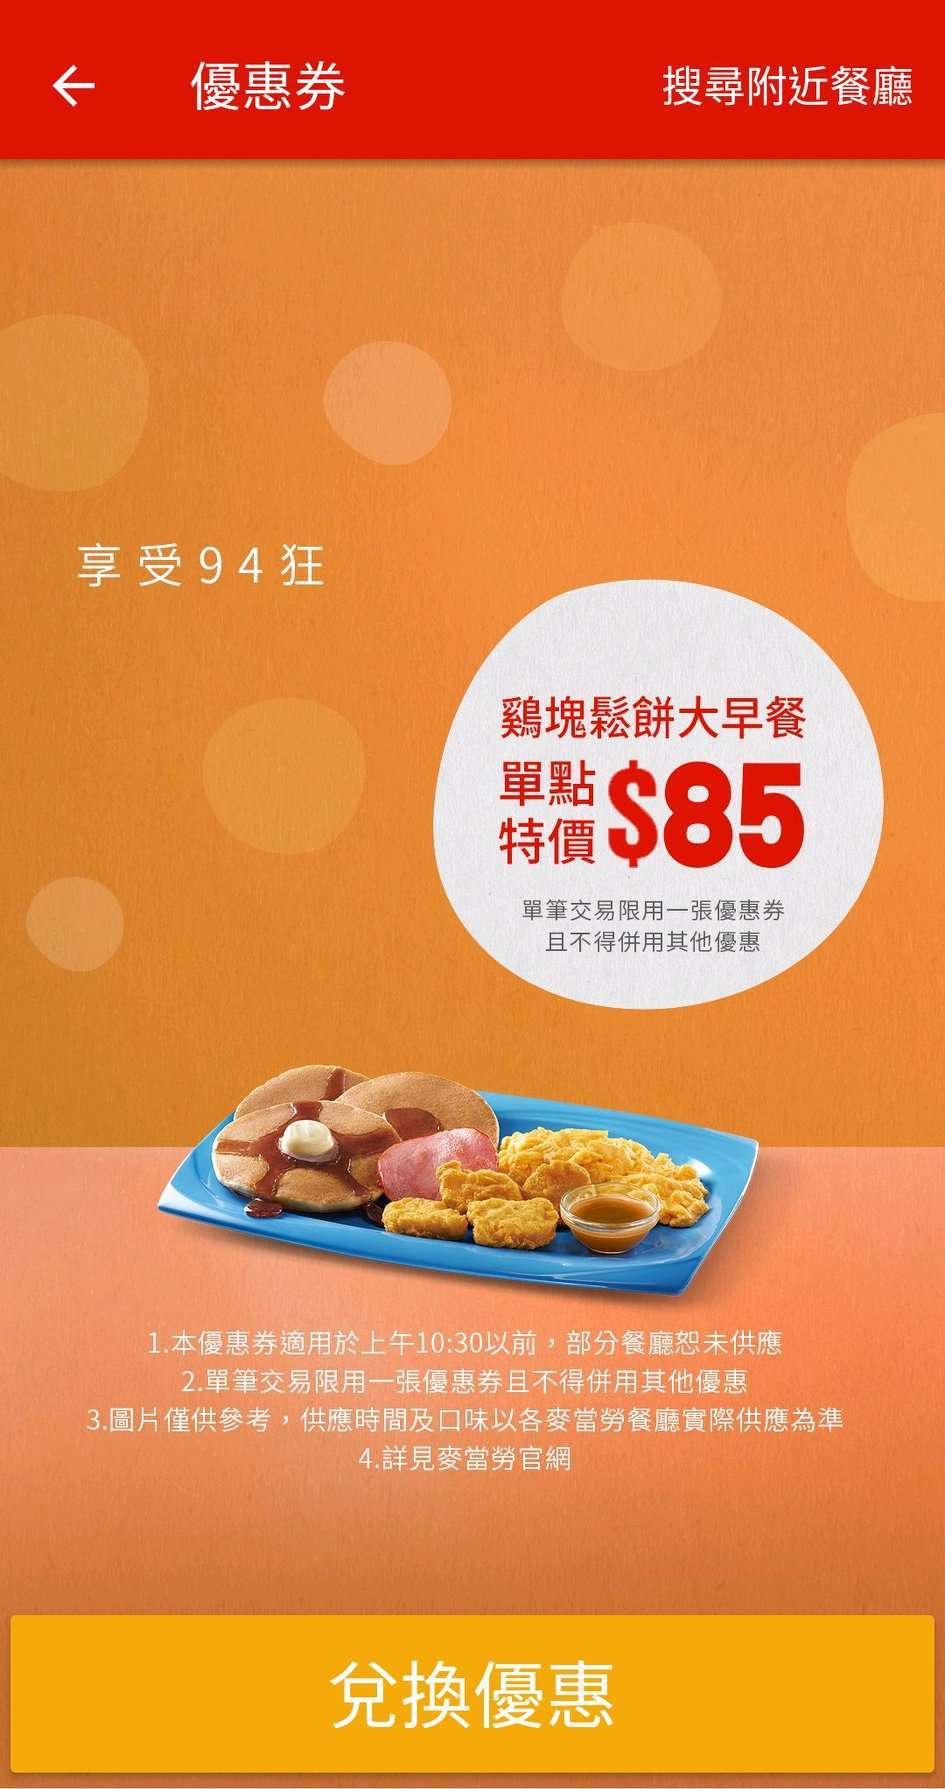 優惠券
搜尋附近餐廳
享受94狂
鷄塊鬆餅大早餐
單點
特價
$85
單筆交易限用一張優惠券
且不得併用其他優惠
1.本優惠券適用於上午10:30以前，部分餐廳恕未供應
2.單筆交易限用一張優惠券且不得併用其他優惠
3.圖片僅供參考，供應時間及口味以各麥當勞餐廳實際供應為準
4.詳見麥當勞官網
兌換優惠